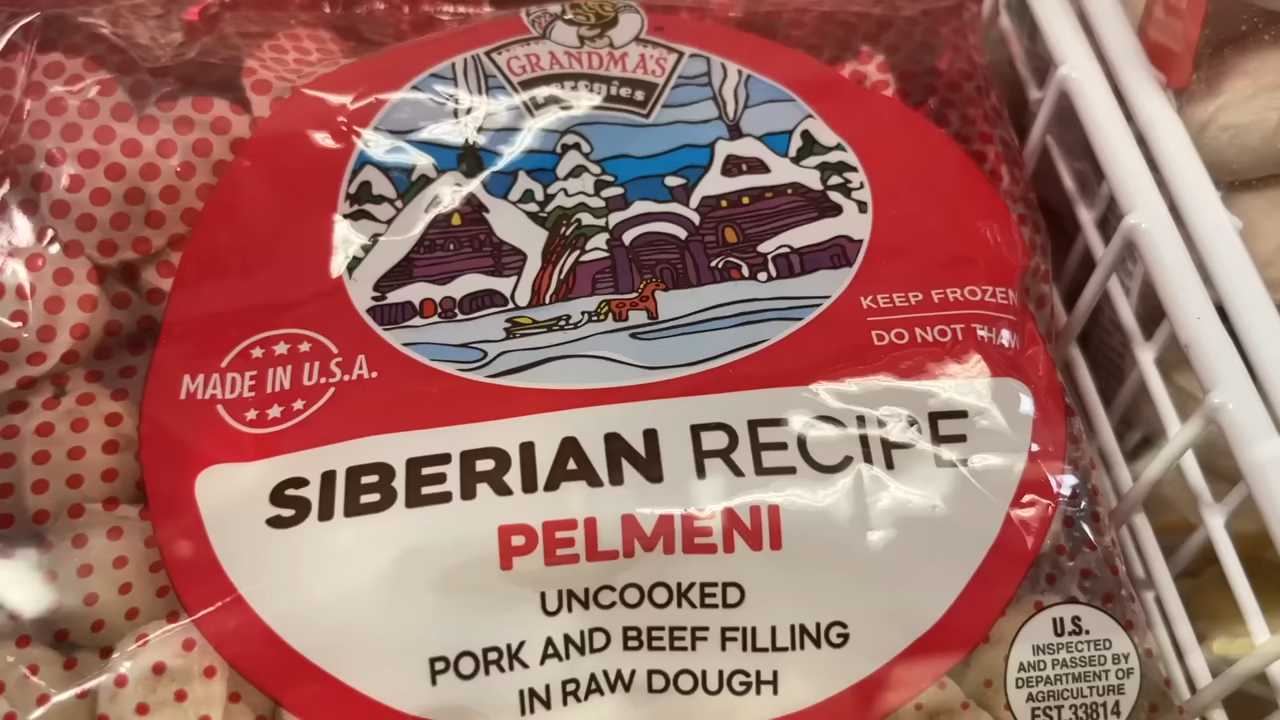 GRANDMA'S
perogies
KEEP FROZEN
DO NOT THAW
MADE IN U.S.A.
SIBERIAN RECIPE
PELMENI
UNCOOKED
PORK AND BEEF FILLING
IN RAW DOUGH
U.S.
INSPECTED
AND PASSED BY
DEPARTMENT OF
AGRICULTURE
EST.33814